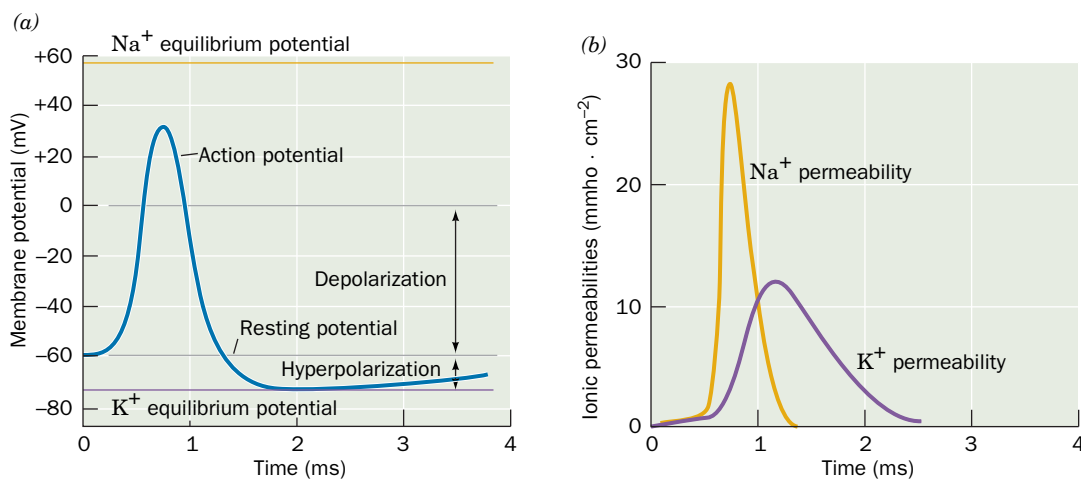 (a)
Na⁺ equilibrium potential
+60
+40
+20
0
–20
–40
–60
–80
Membrane potential (mV)
Action potential
Depolarization
Resting potential
Hyperpolarization
K⁺ equilibrium potential
0 1 2 3 4
Time (ms)
(b)
30
20
10
0
Ionic permeabilities (mmho · cm⁻²)
Na⁺ permeability
K⁺ permeability
0 1 2 3 4
Time (ms)